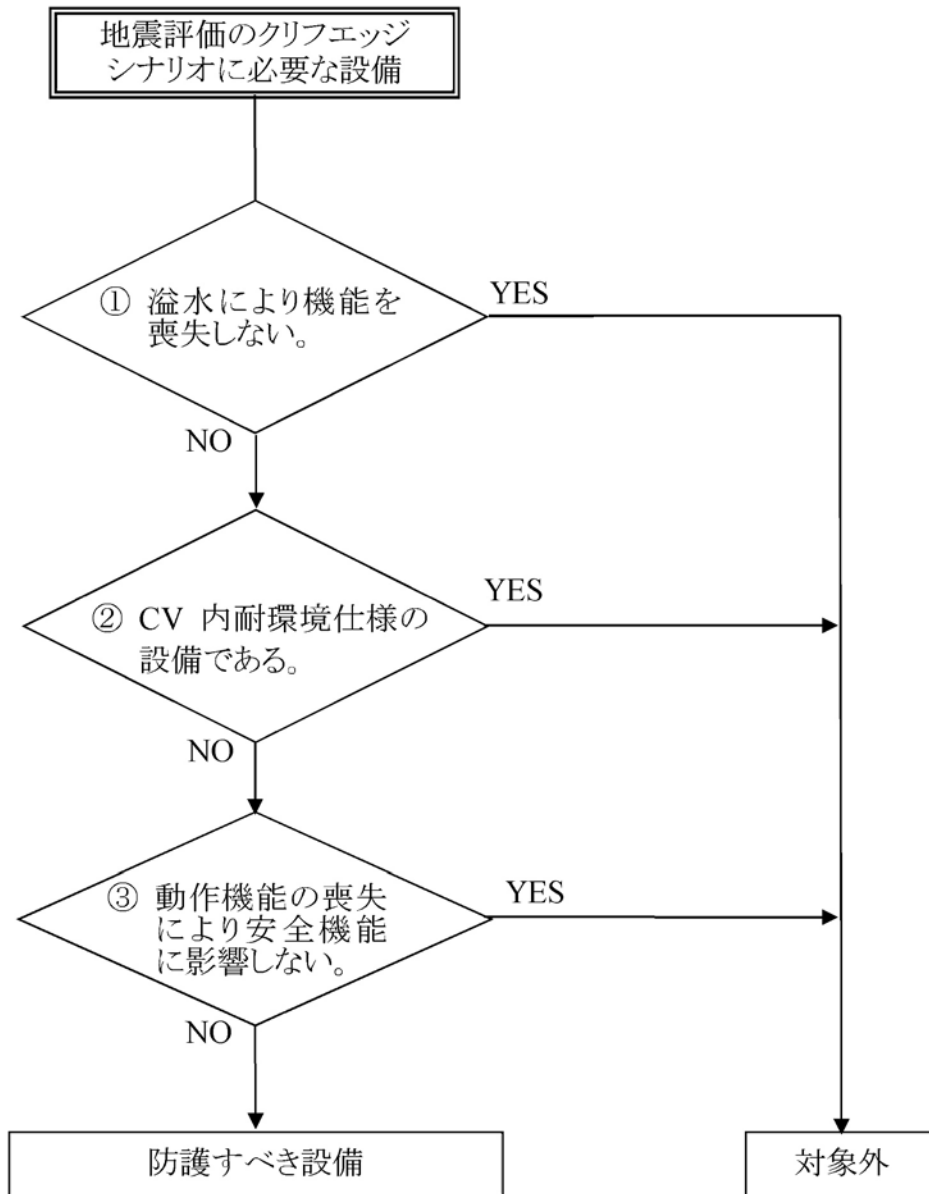 地震評価のクリフエッジ
シナリオに必要な設備
① 溢水により機能を
喪失しない。
YES
NO
② CV 内耐環境仕様の
設備である。
YES
NO
③ 動作機能の喪失
により安全機能
に影響しない。
YES
NO
防護すべき設備
対象外